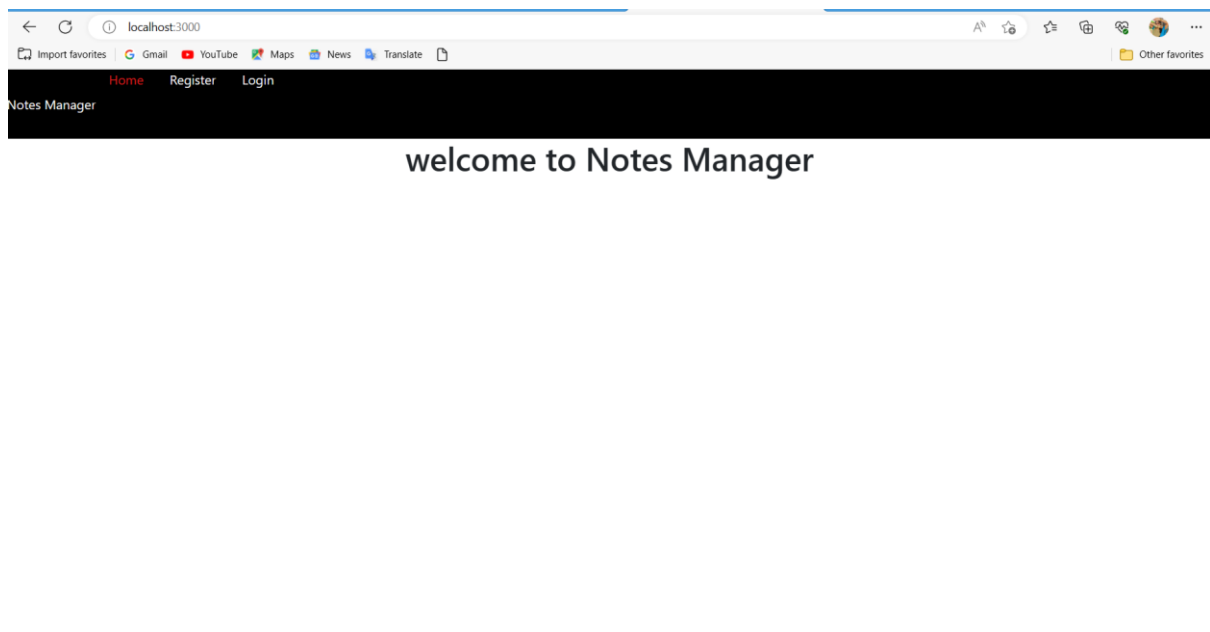 localhost:3000
Import favorites Gmail YouTube Maps News Translate Other favorites
Home Register Login
Notes Manager
welcome to Notes Manager